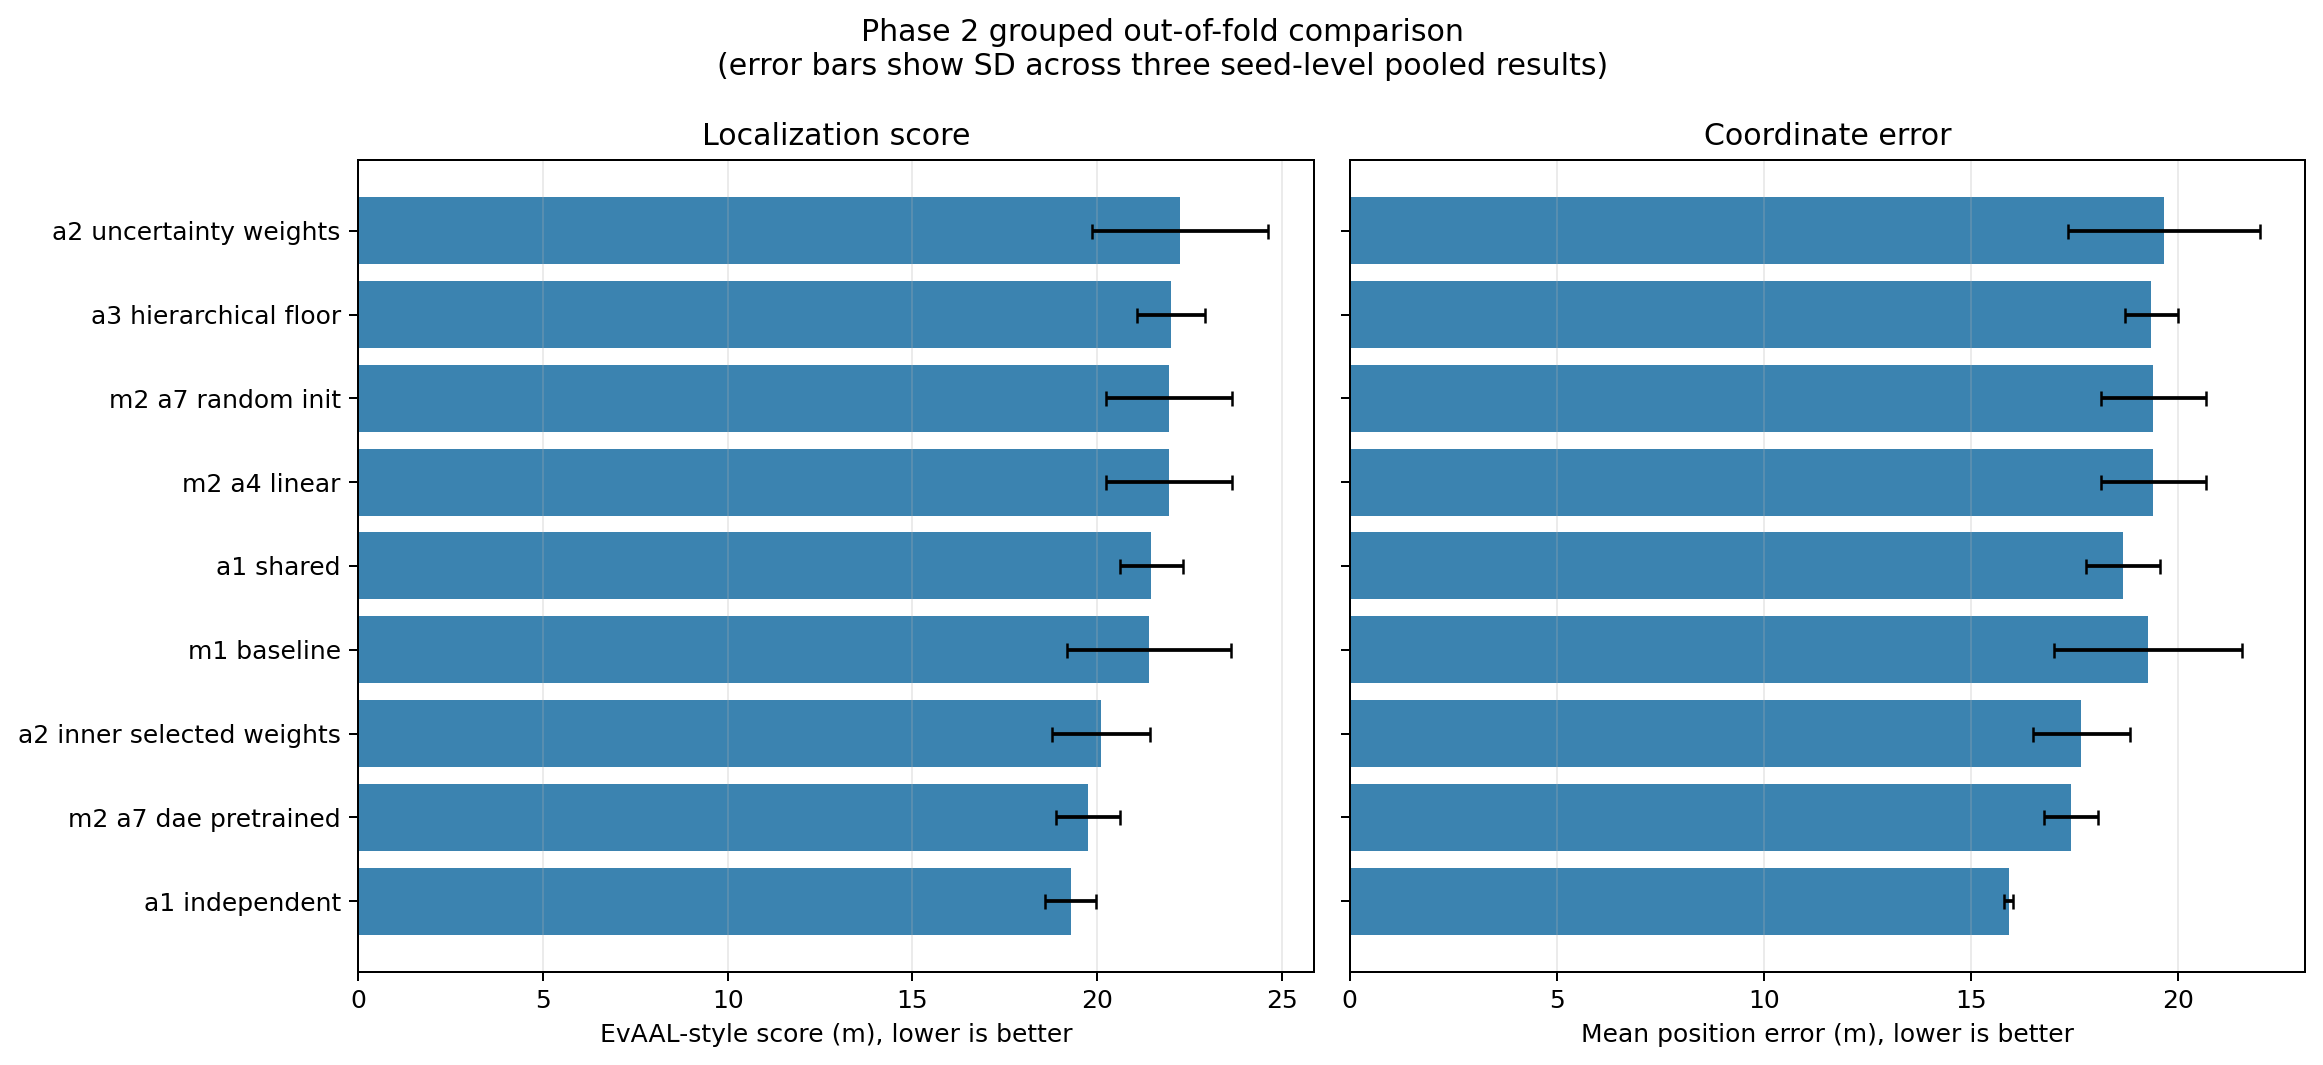 Phase 2 grouped out-of-fold comparison
(error bars show SD across three seed-level pooled results)
Localization score
a2 uncertainty weights
a3 hierarchical floor
m2 a7 random init
m2 a4 linear
a1 shared
m1 baseline
a2 inner selected weights
m2 a7 dae pretrained
a1 independent
0 5 10 15 20 25
EvAAL-style score (m), lower is better
Coordinate error
0 5 10 15 20
Mean position error (m), lower is better